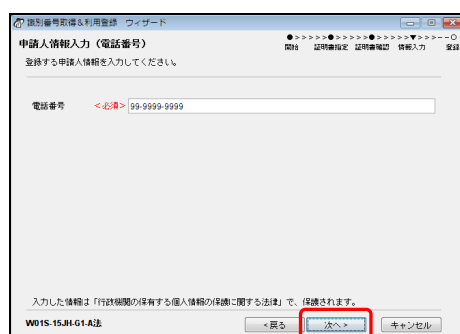 識別番号取得&利用登録 ウィザード
申請人情報入力（電話番号）
●>>>>>●>>>>>●>>>>>▼>>>--○
開始 証明書指定 証明書確認 情報入力 登録
登録する申請人情報を入力してください。
電話番号 <必須> 99-9999-9999
入力した情報は「行政機関の保有する個人情報の保護に関する法律」で、保護されます。
W01S-15JH-G1-A法 <戻る 次へ> キャンセル